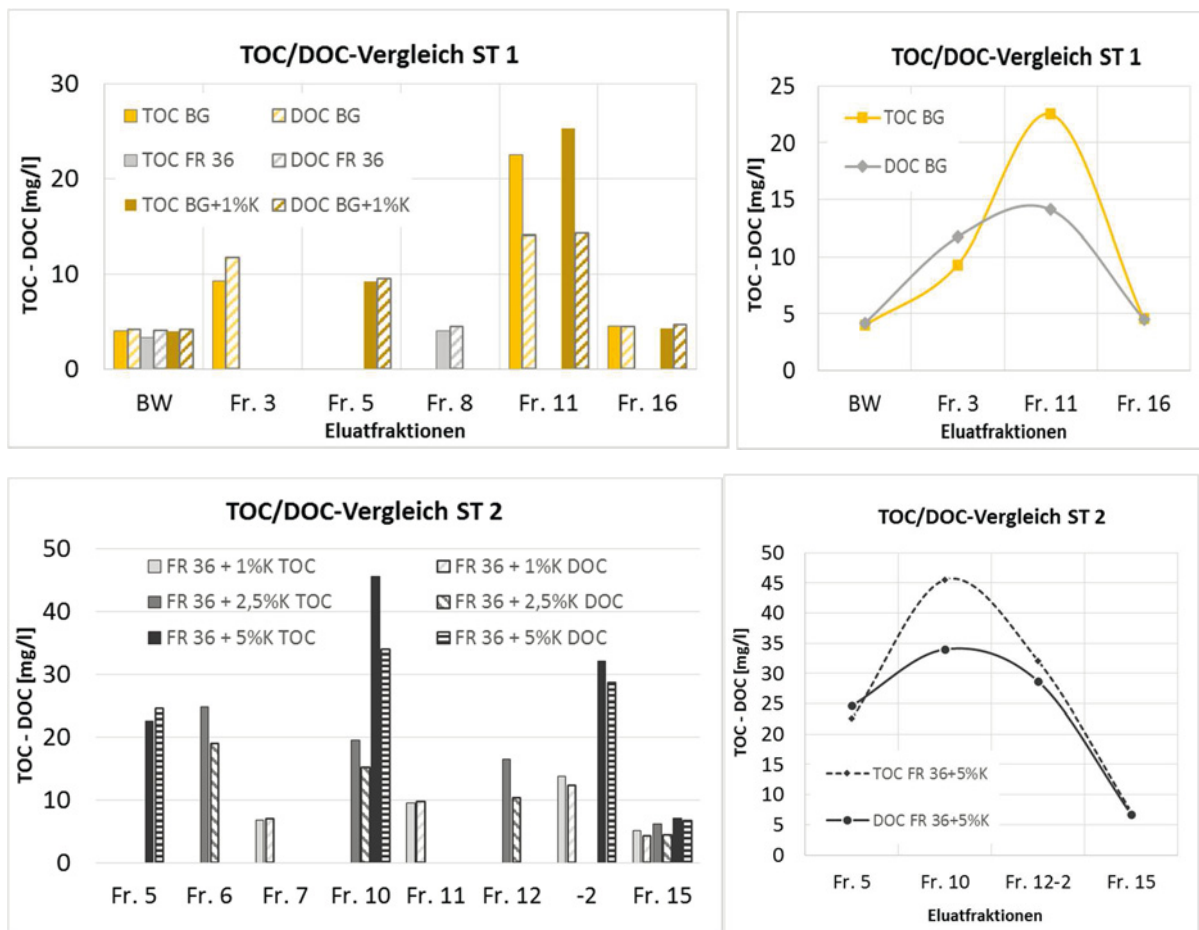 TOC/DOC-Vergleich ST 1
30
20
10
0
TOC - DOC [mg/l]
TOC BG
DOC BG
TOC FR 36
DOC FR 36
TOC BG+1%K
DOC BG+1%K
BW
Fr. 3
Fr. 5
Fr. 8
Fr. 11
Fr. 16
Eluatfraktionen
TOC/DOC-Vergleich ST 1
25
20
15
10
5
0
TOC - DOC [mg/l]
TOC BG
DOC BG
BW
Fr. 3
Fr. 11
Fr. 16
Eluatfraktionen
TOC/DOC-Vergleich ST 2
50
40
30
20
10
0
TOC - DOC [mg/l]
FR 36 + 1%K TOC
FR 36 + 1%K DOC
FR 36 + 2,5%K TOC
FR 36 + 2,5%K DOC
FR 36 + 5%K TOC
FR 36 + 5%K DOC
Fr. 5
Fr. 6
Fr. 7
Fr. 10
Fr. 11
Fr. 12
-2
Fr. 15
TOC/DOC-Vergleich ST 2
50
45
40
35
30
25
20
15
10
5
0
TOC - DOC [mg/l]
TOC FR 36+5%K
DOC FR 36+5%K
Fr. 5
Fr. 10
Fr. 12-2
Fr. 15
Eluatfraktionen